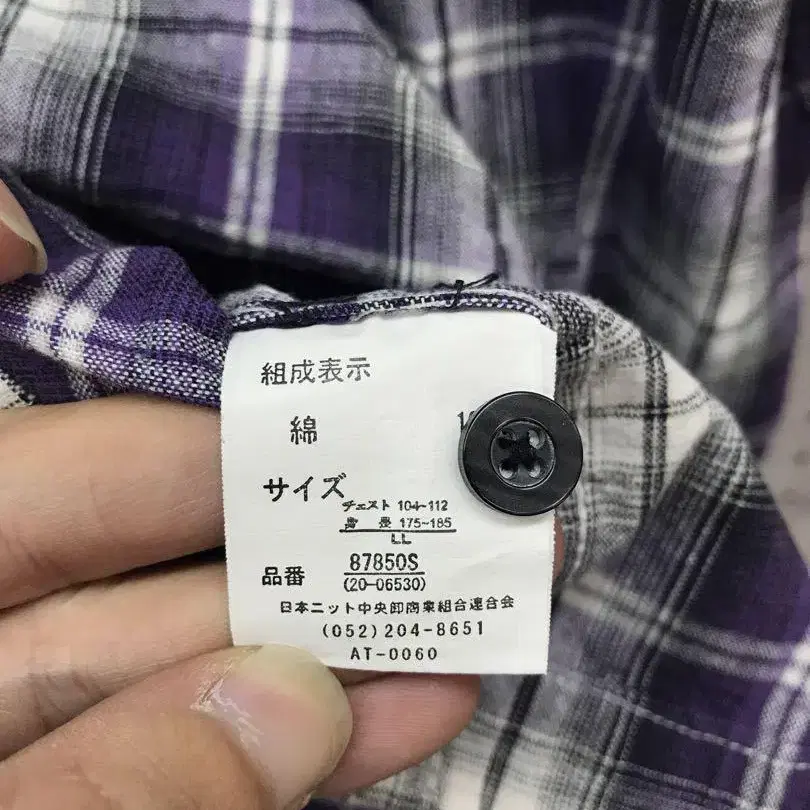 組成表示
綿
サイズ
チェスト 104~112
身 長 175~185
LL
品番 87850S
(20-06530)
日本ニット中央卸商業組合連合会
(052)204-8651
AT-0060